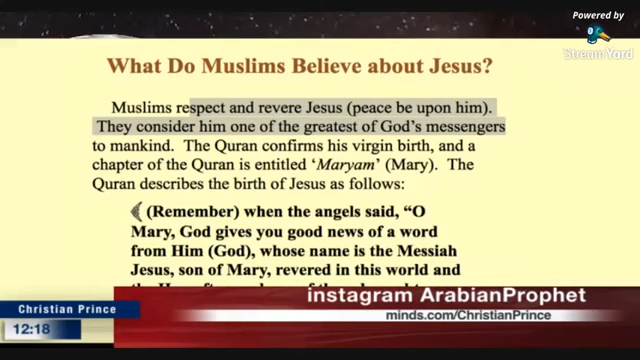 Powered by
StreamYard
What Do Muslims Believe about Jesus?
Muslims respect and revere Jesus (peace be upon him).
They consider him one of the greatest of God’s messengers
to mankind.  The Quran confirms his virgin birth, and a
chapter of the Quran is entitled ‘Maryam’ (Mary).  The
Quran describes the birth of Jesus as follows:
(Remember) when the angels said, “O
Mary, God gives you good news of a word
from Him (God), whose name is the Messiah
Jesus, son of Mary, revered in this world and
instagram ArabianProphet
Christian Prince
minds.com/ChristianPrince
12:18